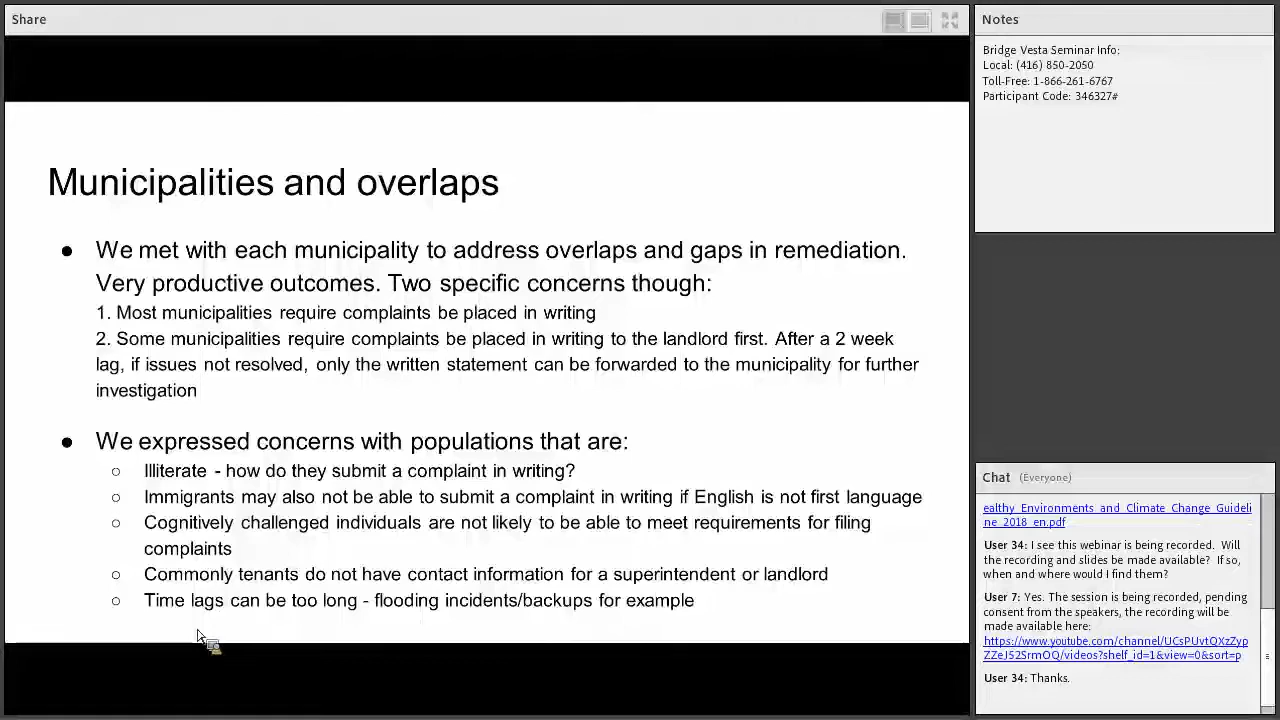 Share
Municipalities and overlaps
● We met with each municipality to address overlaps and gaps in remediation.
Very productive outcomes. Two specific concerns though:
1. Most municipalities require complaints be placed in writing
2. Some municipalities require complaints be placed in writing to the landlord first. After a 2 week
lag, if issues not resolved, only the written statement can be forwarded to the municipality for further
investigation
● We expressed concerns with populations that are:
○ Illiterate - how do they submit a complaint in writing?
○ Immigrants may also not be able to submit a complaint in writing if English is not first language
○ Cognitively challenged individuals are not likely to be able to meet requirements for filing
complaints
○ Commonly tenants do not have contact information for a superintendent or landlord
○ Time lags can be too long - flooding incidents/backups for example
Notes
Bridge Vesta Seminar Info:
Local: (416) 850-2050
Toll-Free: 1-866-261-6767
Participant Code: 346327#
Chat (Everyone)
ealthy_Environments_and_Climate_Change_Guideli
ne_2018_en.pdf
User 34: I see this webinar is being recorded. Will
the recording and slides be made available? If so,
when and where would I find them?
User 7: Yes. The session is being recorded, pending
consent from the speakers, the recording will be
made available here:
https://www.youtube.com/channel/UCsPUvtQXzZyp
ZZeJ52SrmOQ/videos?shelf_id=1&view=0&sort=p
User 34: Thanks.